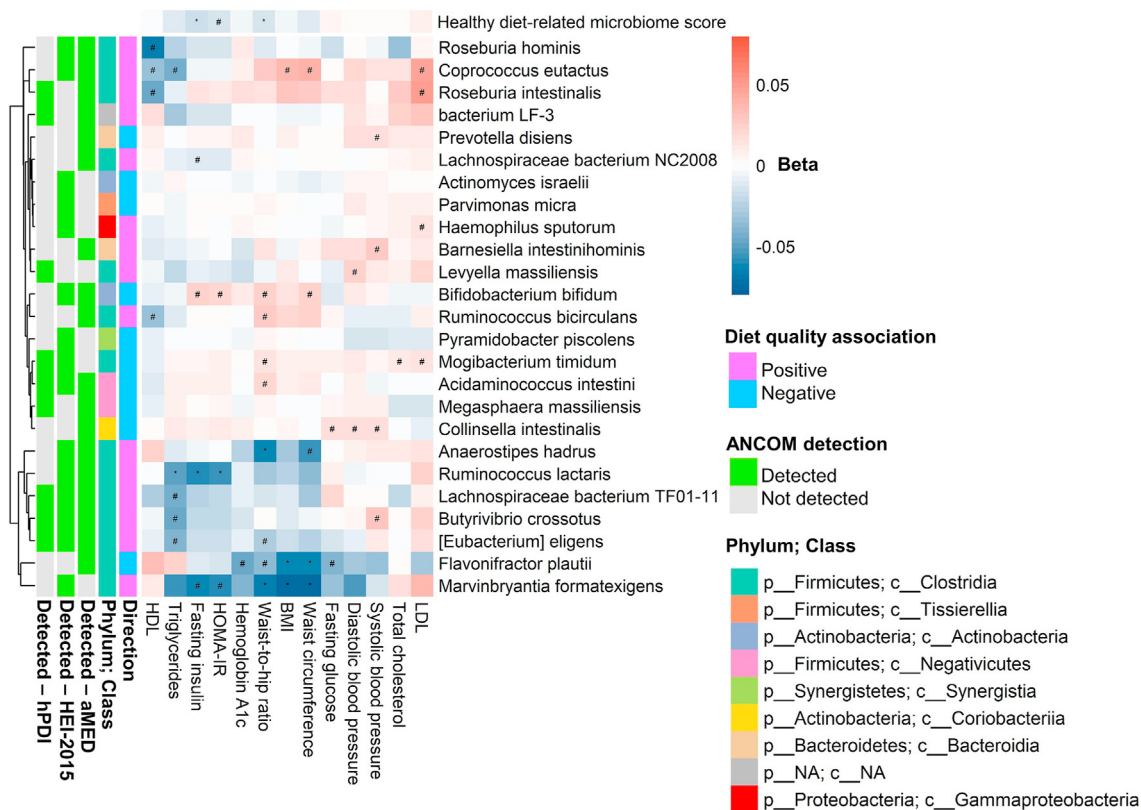 Healthy diet-related microbiome score
Roseburia hominis
Coprococcus eutactus
Roseburia intestinalis
bacterium LF-3
Prevotella disiens
Lachnospiraceae bacterium NC2008
Actinomyces israelii
Parvimonas micra
Haemophilus sputorum
Barnesiella intestinihominis
Levyella massiliensis
Bifidobacterium bifidum
Ruminococcus bicirculans
Pyramidobacter piscolens
Mogibacterium timidum
Acidaminococcus intestini
Megasphaera massiliensis
Collinsella intestinalis
Anaerostipes hadrus
Ruminococcus lactaris
Lachnospiraceae bacterium TF01-11
Butyrivibrio crossotus
[Eubacterium] eligens
Flavonifractor plautii
Marvinbryantia formatexigens
Detected – hPDI
Detected – HEI-2015
Detected – aMED
Phylum; Class
Direction
HDL
Triglycerides
Fasting insulin
HOMA-IR
Hemoglobin A1c
Waist-to-hip ratio
BMI
Waist circumference
Fasting glucose
Diastolic blood pressure
Systolic blood pressure
Total cholesterol
LDL
0.05
0
-0.05
Beta
Diet quality association
Positive
Negative
ANCOM detection
Detected
Not detected
Phylum; Class
p__Firmicutes; c__Clostridia
p__Firmicutes; c__Tissierellia
p__Actinobacteria; c__Actinobacteria
p__Firmicutes; c__Negativicutes
p__Synergistetes; c__Synergistia
p__Actinobacteria; c__Coriobacteriia
p__Bacteroidetes; c__Bacteroidia
p__NA; c__NA
p__Proteobacteria; c__Gammaproteobacteria